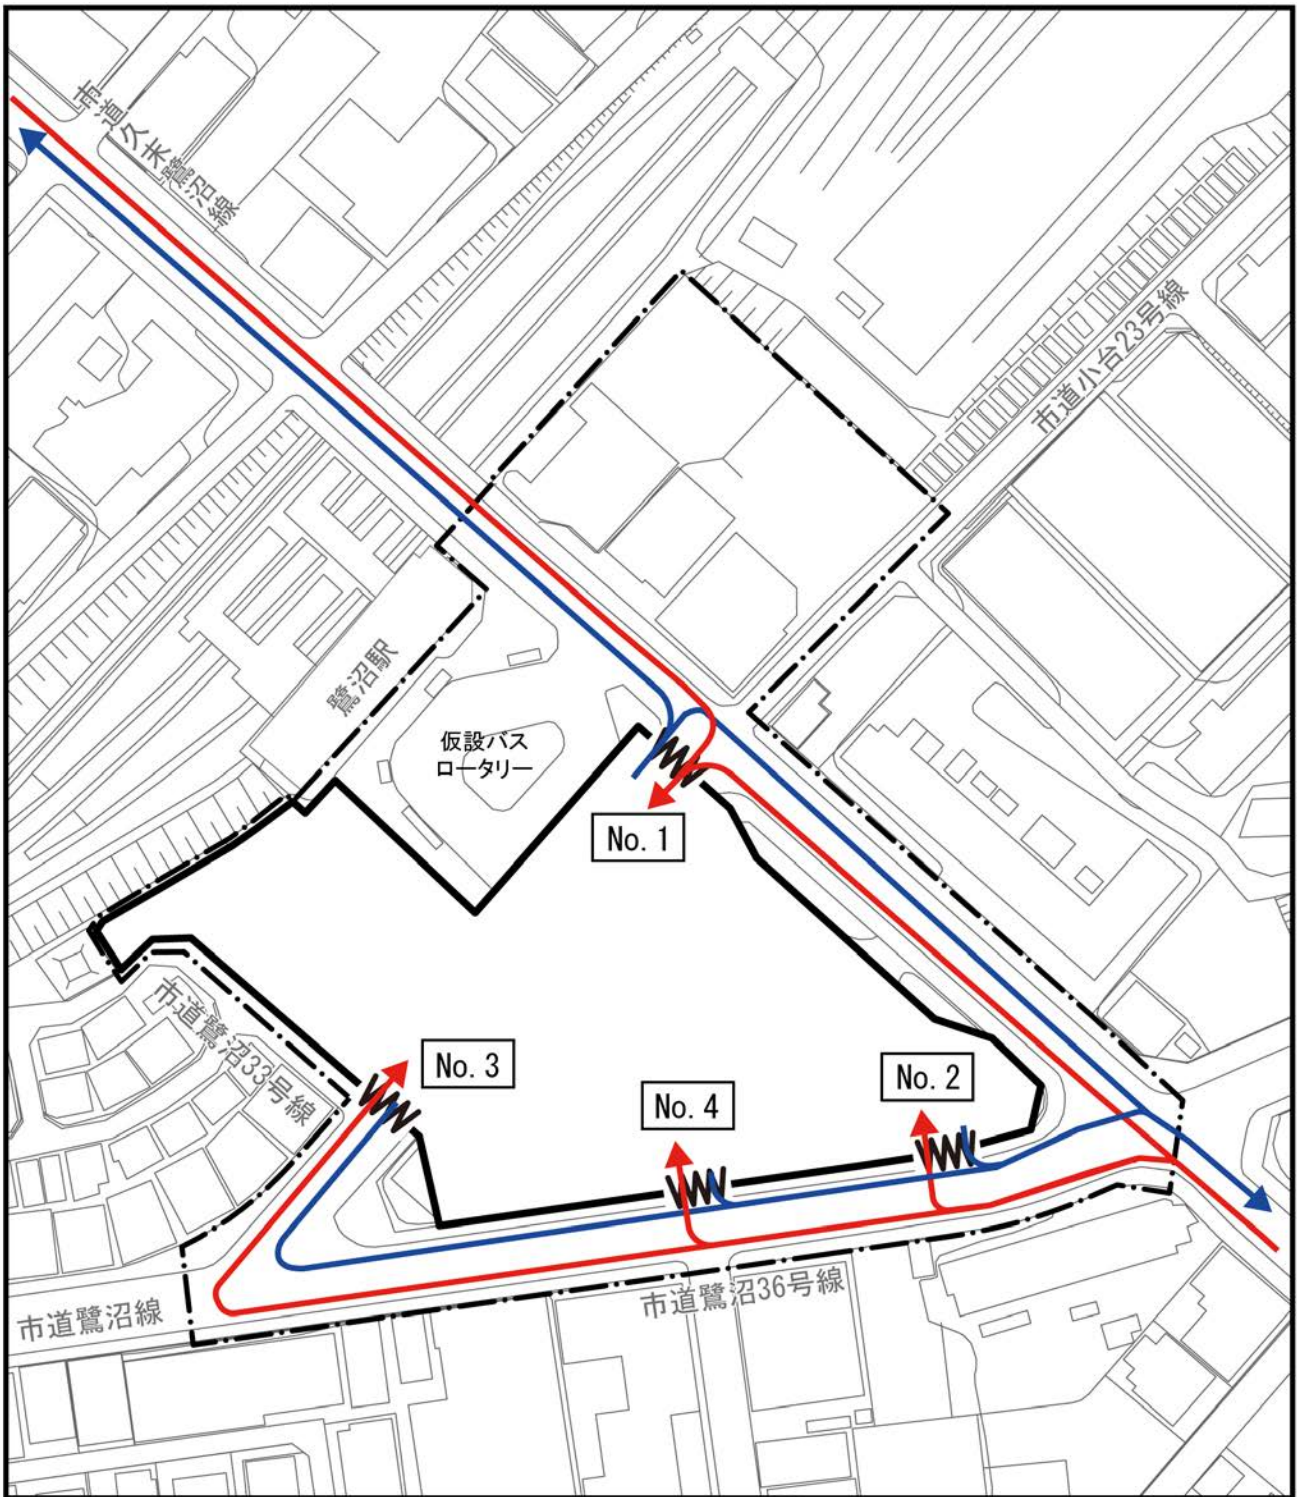 市道久末鷺沼線
市道小台23号線
鷺沼駅
仮設バス
ロータリー
No. 1
市道鷺沼33号線
No. 3
No. 4
No. 2
市道鷺沼線
市道鷺沼36号線